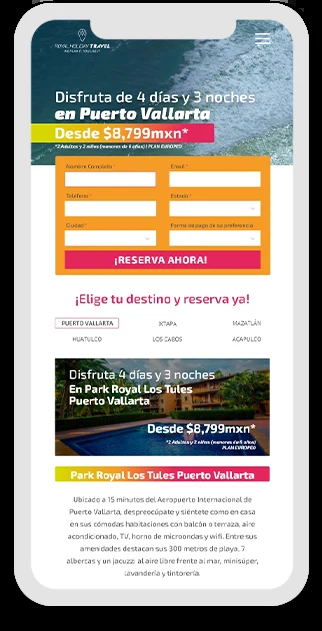 ROYAL HOLIDAY TRAVEL
Disfruta de 4 días y 3 noches
en Puerto Vallarta
Desde $8,799mxn*
*2 Adultos y 2 niños (menores de 6 años) I PLAN EUROPEO
Nombre Completo * Email *
Teléfono * Estado *
Ciudad * Forma de pago de su preferencia
¡RESERVA AHORA!
¡Elige tu destino y reserva ya!
PUERTO VALLARTA IXTAPA MAZATLÁN
HUATULCO LOS CABOS ACAPULCO
Disfruta 4 días y 3 noches
En Park Royal Los Tules
Puerto Vallarta
Desde $8,799mxn*
*2 Adultos y 2 niños (menores de 6 años)
PLAN EUROPEO
Park Royal Los Tules Puerto Vallarta
Ubicado a 15 minutos del Aeropuerto Internacional de
Puerto Vallarta, despreocúpate y siéntete como en casa
en sus cómodas habitaciones con balcón o terraza, aire
acondicionado, TV, horno de microondas y wifi. Entre sus
amenidades destacan sus 300 metros de playa, 7
albercas y un jacuzzi al aire libre frente al mar, minisúper,
lavandería y tintorería.